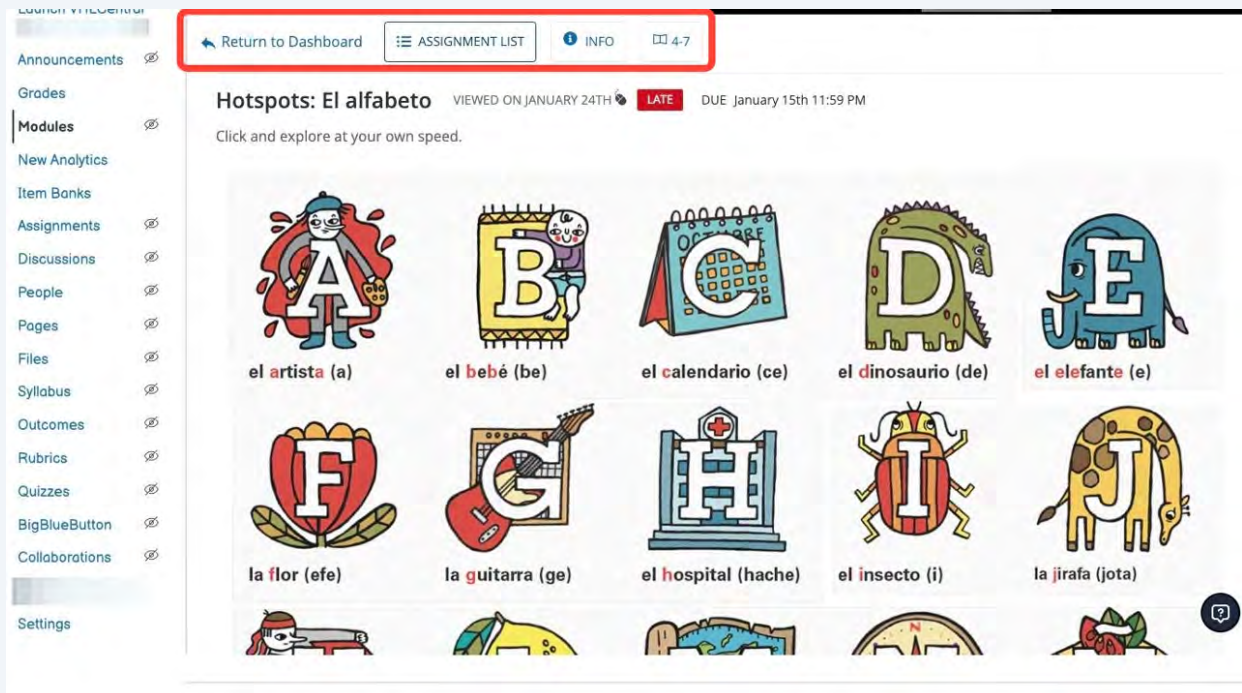 Launch VHLCentral
Announcements
Grades
Modules
New Analytics
Item Banks
Assignments
Discussions
People
Pages
Files
Syllabus
Outcomes
Rubrics
Quizzes
BigBlueButton
Collaborations
Settings
Return to Dashboard ASSIGNMENT LIST INFO 4-7
Hotspots: El alfabeto VIEWED ON JANUARY 24TH LATE DUE January 15th 11:59 PM
Click and explore at your own speed.
OCTUBRE
A B C D E
el artista (a) el bebé (be) el calendario (ce) el dinosaurio (de) el elefante (e)
F G H I J
la flor (efe) la guitarra (ge) el hospital (hache) el insecto (i) la jirafa (jota)
N